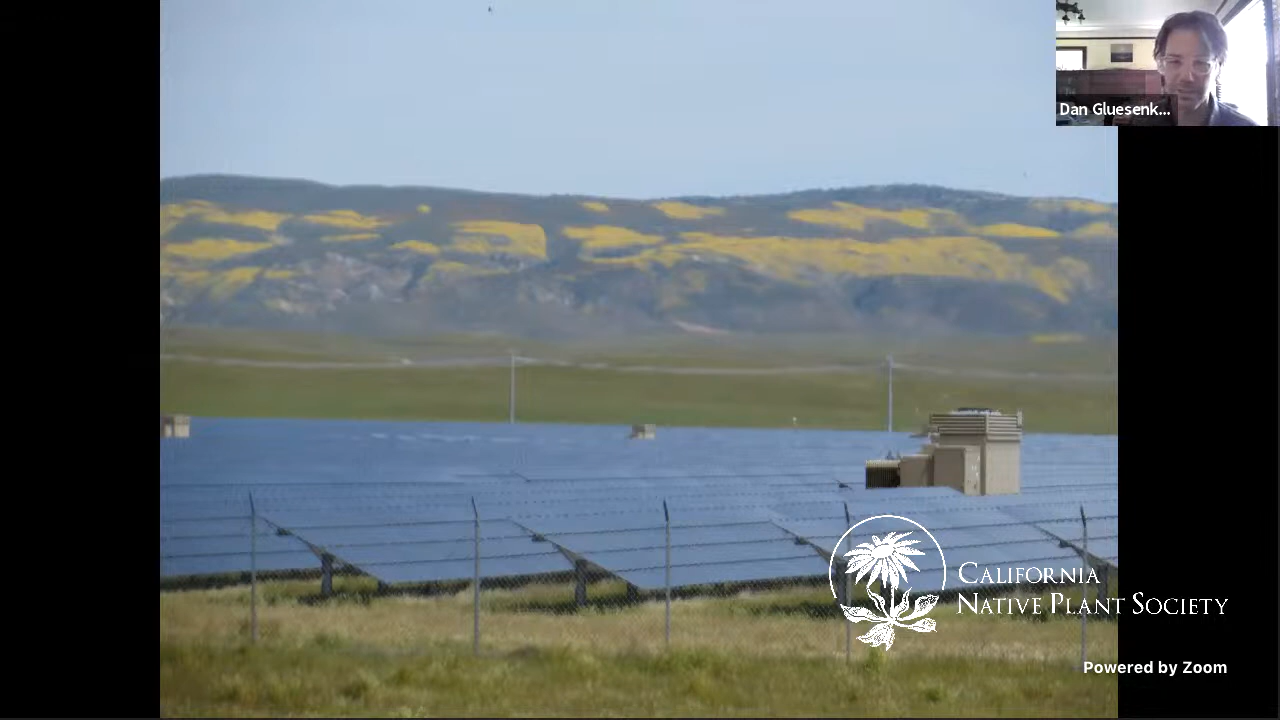 Dan Gluesenk...
California
Native Plant Society
Powered by Zoom